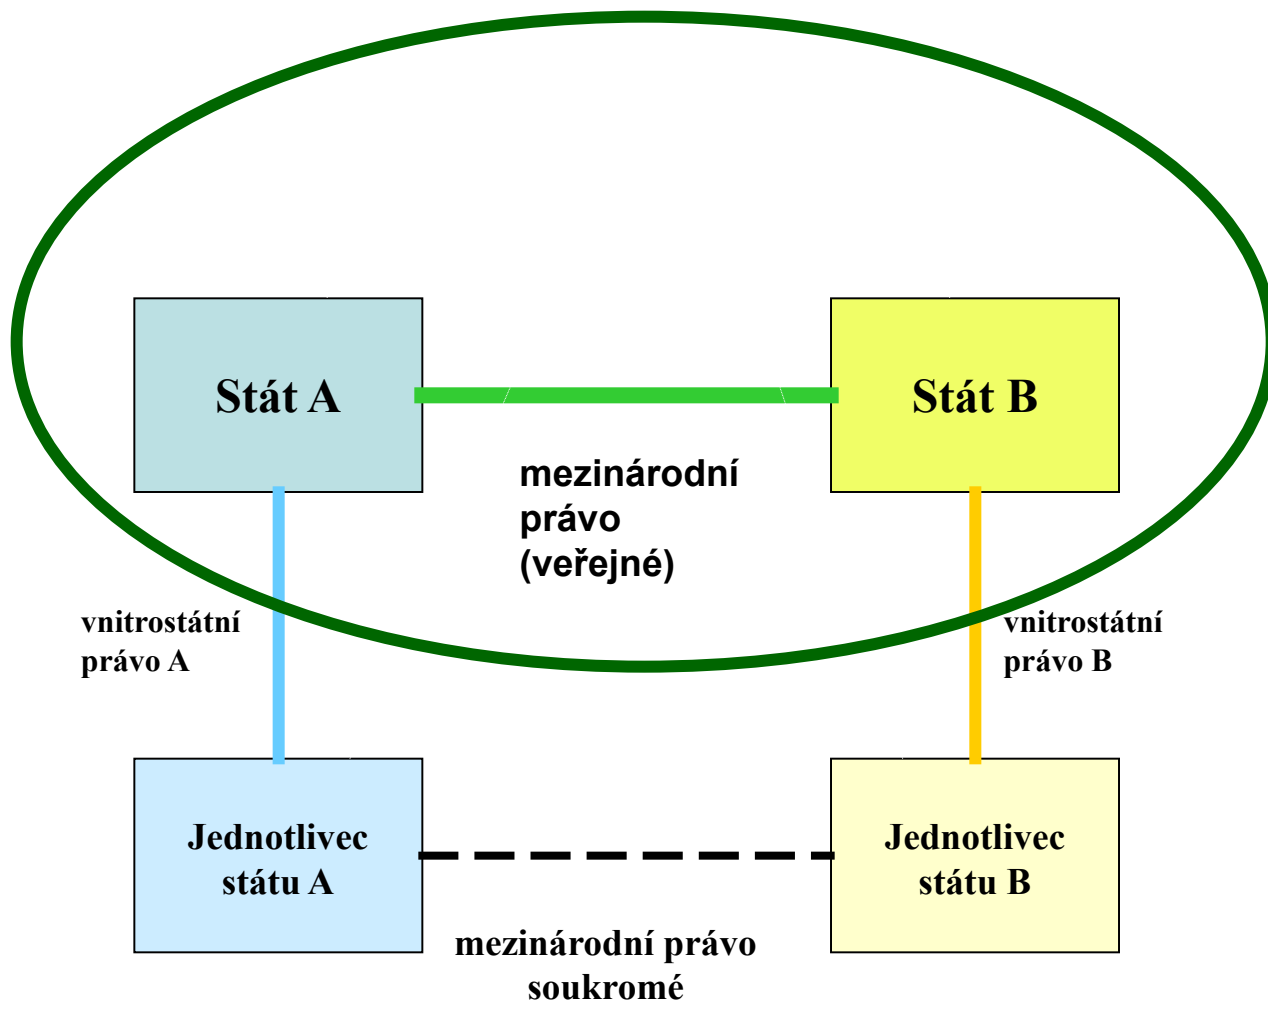 Stát A
Stát B
mezinárodní
právo
(veřejné)
vnitrostátní
právo A
vnitrostátní
právo B
Jednotlivec
státu A
Jednotlivec
státu B
mezinárodní právo
soukromé